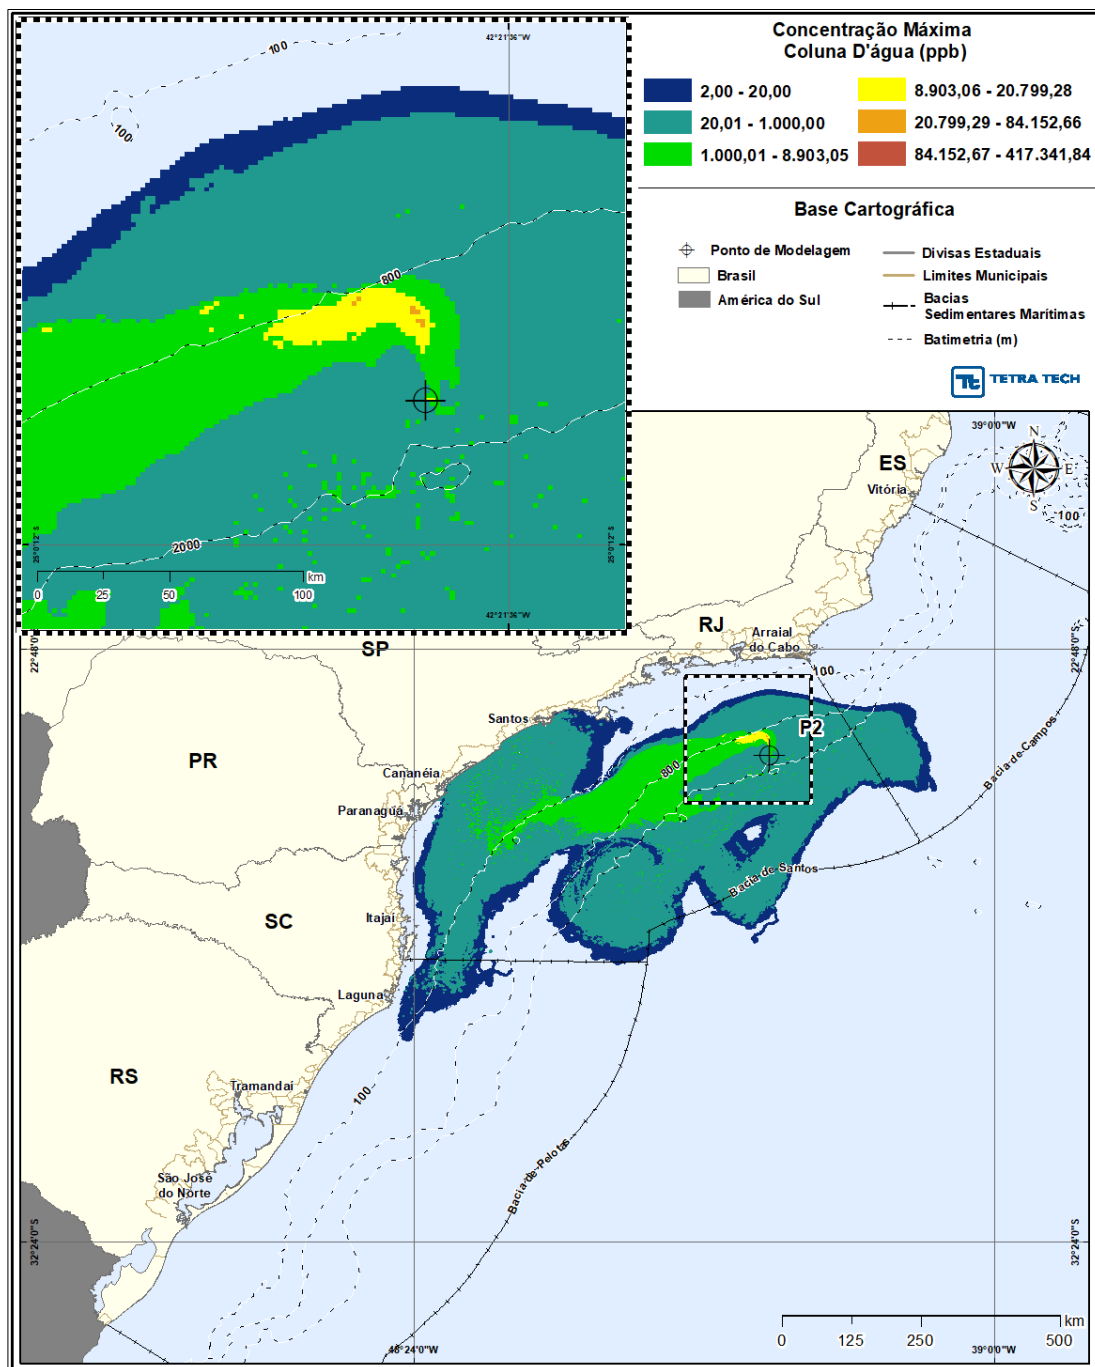 Concentração Máxima
Coluna D'água (ppb)
2,00 - 20,00
20,01 - 1.000,00
1.000,01 - 8.903,05
8.903,06 - 20.799,28
20.799,29 - 84.152,66
84.152,67 - 417.341,84
Base Cartográfica
Ponto de Modelagem
Brasil
América do Sul
Divisas Estaduais
Limites Municipais
Bacias
Sedimentares Marítimas
Batimetria (m)
TETRA TECH
42°21'36"W
100
-100
800
2000
25°0'12"S
25°0'12"S
0 25 50 100
km
42°21'36"W
39°0'0"W
N
W E
S
ES
Vitória
-100
RJ
Arraial
do Cabo
SP
22°48'0
22°48'0"S
100
Santos
P2
PR
Cananéia
800
Paranaguá
Bacia de Campos
Bacia de Santos
SC
Itajaí
Laguna
RS
Tramandaí
100
Bacia de Pelotas
São José
do Norte
32°24'0"S
32°24'0"S
km
0 125 250 500
48°24'0"W
39°0'0"W